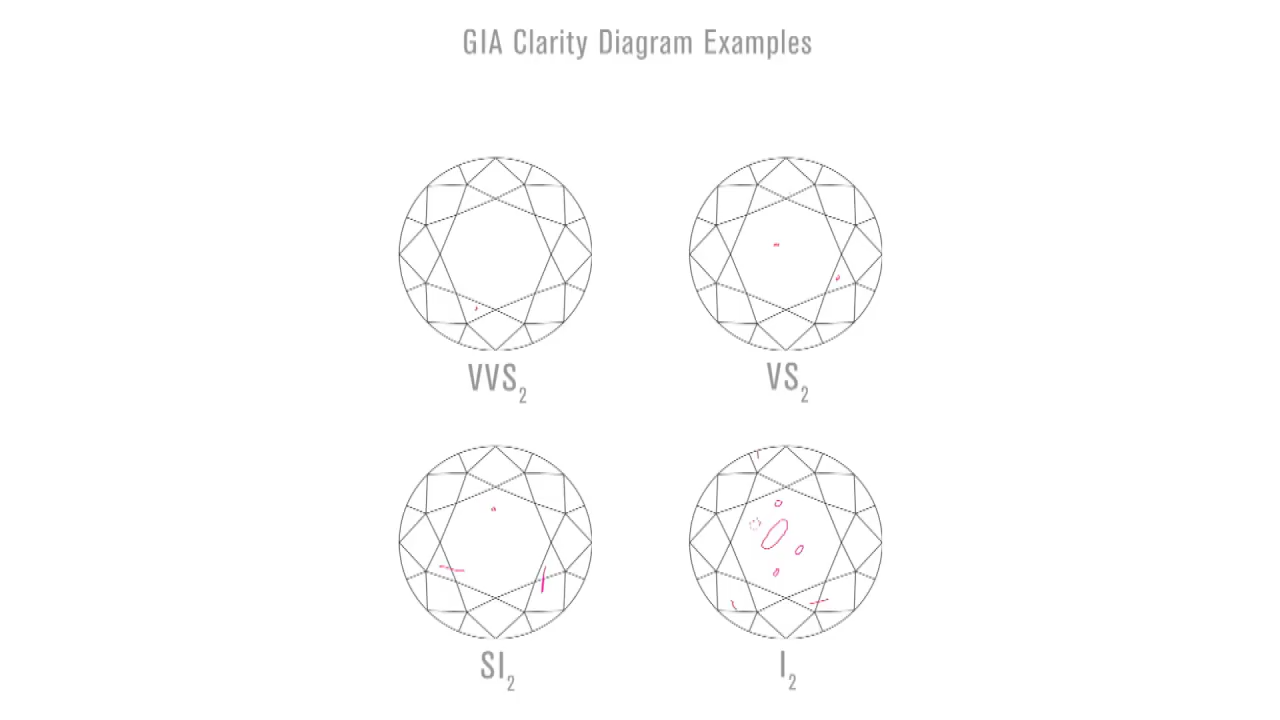 GIA Clarity Diagram Examples
VVS₂
VS₂
SI₂
I₂